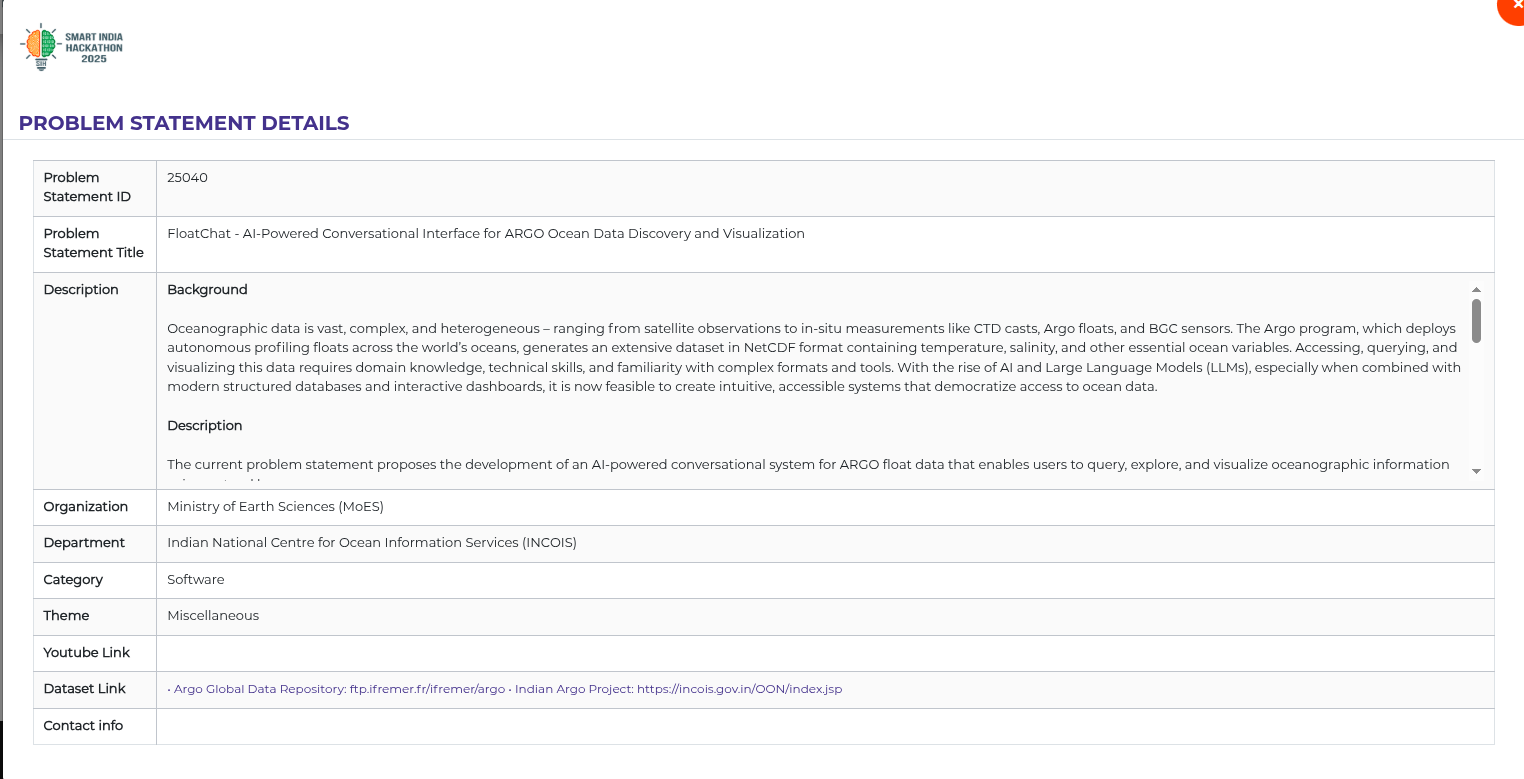 SMART INDIA
HACKATHON
2025
SIH
PROBLEM STATEMENT DETAILS
Problem
Statement ID
25040
Problem
Statement Title
FloatChat - AI-Powered Conversational Interface for ARGO Ocean Data Discovery and Visualization
Description
Background
Oceanographic data is vast, complex, and heterogeneous – ranging from satellite observations to in-situ measurements like CTD casts, Argo floats, and BGC sensors. The Argo program, which deploys
autonomous profiling floats across the world's oceans, generates an extensive dataset in NetCDF format containing temperature, salinity, and other essential ocean variables. Accessing, querying, and
visualizing this data requires domain knowledge, technical skills, and familiarity with complex formats and tools. With the rise of AI and Large Language Models (LLMs), especially when combined with
modern structured databases and interactive dashboards, it is now feasible to create intuitive, accessible systems that democratize access to ocean data.
Description
The current problem statement proposes the development of an AI-powered conversational system for ARGO float data that enables users to query, explore, and visualize oceanographic information
Organization
Ministry of Earth Sciences (MoES)
Department
Indian National Centre for Ocean Information Services (INCOIS)
Category
Software
Theme
Miscellaneous
Youtube Link
Dataset Link
• Argo Global Data Repository: ftp.ifremer.fr/ifremer/argo • Indian Argo Project: https://incois.gov.in/OON/index.jsp
Contact info